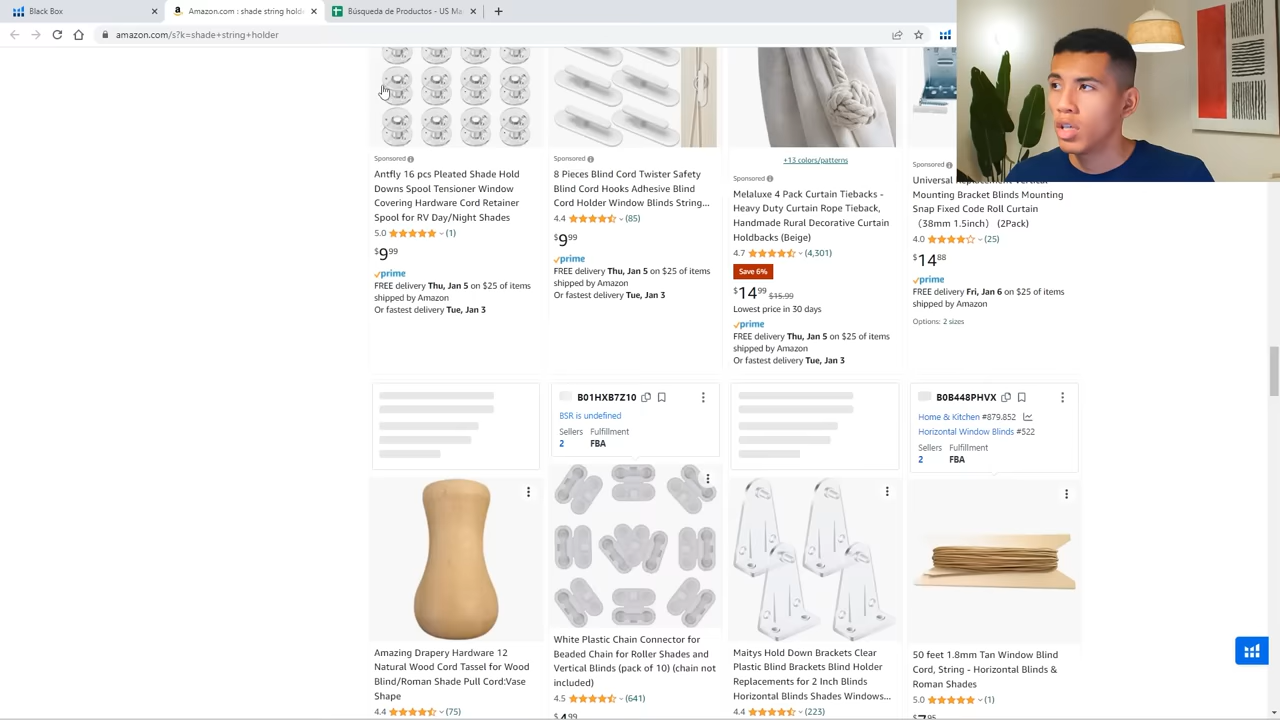 Black Box
Amazon.com : shade string hold
Búsqueda de Productos - US Ma
amazon.com/s?k=shade+string+holder
Sponsored
Antfly 16 pcs Pleated Shade Hold
Downs Spool Tensioner Window
Covering Hardware Cord Retainer
Spool for RV Day/Night Shades
5.0 (1)
$9.99
prime
FREE delivery Thu, Jan 5 on $25 of items
shipped by Amazon
Or fastest delivery Tue, Jan 3
Sponsored
8 Pieces Blind Cord Twister Safety
Blind Cord Hooks Adhesive Blind
Cord Holder Window Blinds String...
4.4 (85)
$9.99
prime
FREE delivery Thu, Jan 5 on $25 of items
shipped by Amazon
Or fastest delivery Tue, Jan 3
+13 colors/patterns
Sponsored
Melaluxe 4 Pack Curtain Tiebacks -
Heavy Duty Curtain Rope Tieback,
Handmade Rural Decorative Curtain
Holdbacks (Beige)
4.7 (4,301)
Save 6%
$14.99 $15.99
Lowest price in 30 days
prime
FREE delivery Thu, Jan 5 on $25 of items
shipped by Amazon
Or fastest delivery Tue, Jan 3
Sponsored
Universal Vertical
Mounting Bracket Blinds Mounting
Snap Fixed Code Roll Curtain
（38mm 1.5inch） (2Pack)
4.0 (25)
$14.88
prime
FREE delivery Fri, Jan 6 on $25 of items
shipped by Amazon
Options: 2 sizes
B01HXB7Z10
BSR is undefined
Sellers Fulfillment
2 FBA
B0B448PHVX
Home & Kitchen #879.852
Horizontal Window Blinds #522
Sellers Fulfillment
2 FBA
Amazing Drapery Hardware 12
Natural Wood Cord Tassel for Wood
Blind/Roman Shade Pull Cord:Vase
Shape
4.4 (75)
White Plastic Chain Connector for
Beaded Chain for Roller Shades and
Vertical Blinds (pack of 10) (chain not
included)
4.5 (641)
$4.99
Maitys Hold Down Brackets Clear
Plastic Blind Brackets Blind Holder
Replacements for 2 Inch Blinds
Horizontal Blinds Shades Windows...
4.4 (223)
50 feet 1.8mm Tan Window Blind
Cord, String - Horizontal Blinds &
Roman Shades
5.0 (1)
$7.95